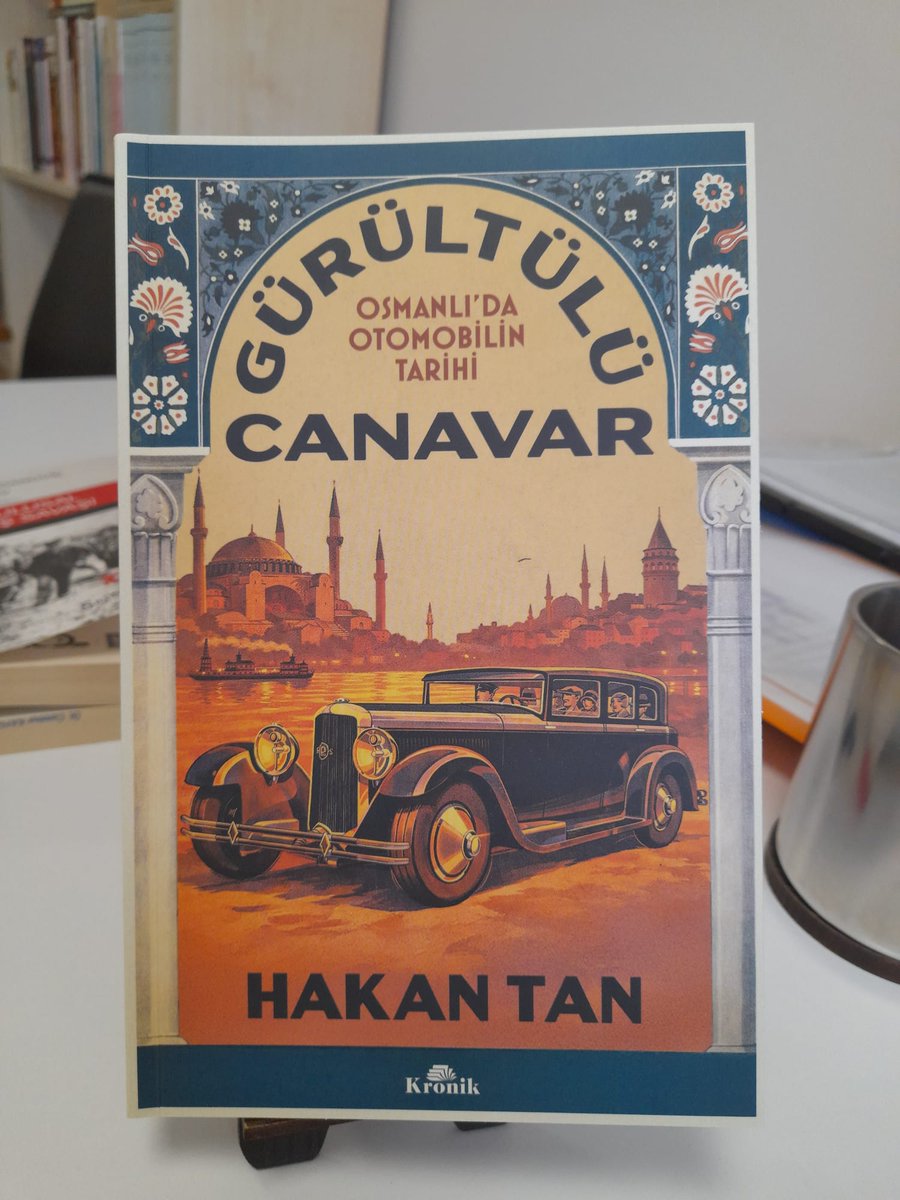 GÜRÜLTÜLÜ
OSMANLI'DA
OTOMOBİLİN
TARİHİ
CANAVAR
HAKAN TAN
Kronik